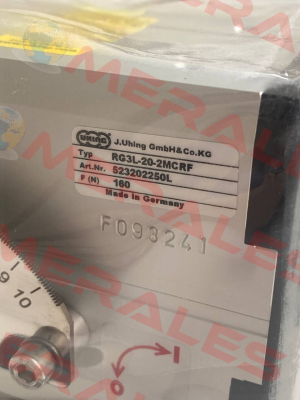 UHING
J.Uhing GmbH&Co.KG
Typ RG3L-20-2MCRF
Art.Nr. 523202250L
F (N) 160
Made in Germany
F093241
9 10
I
0
MERALES